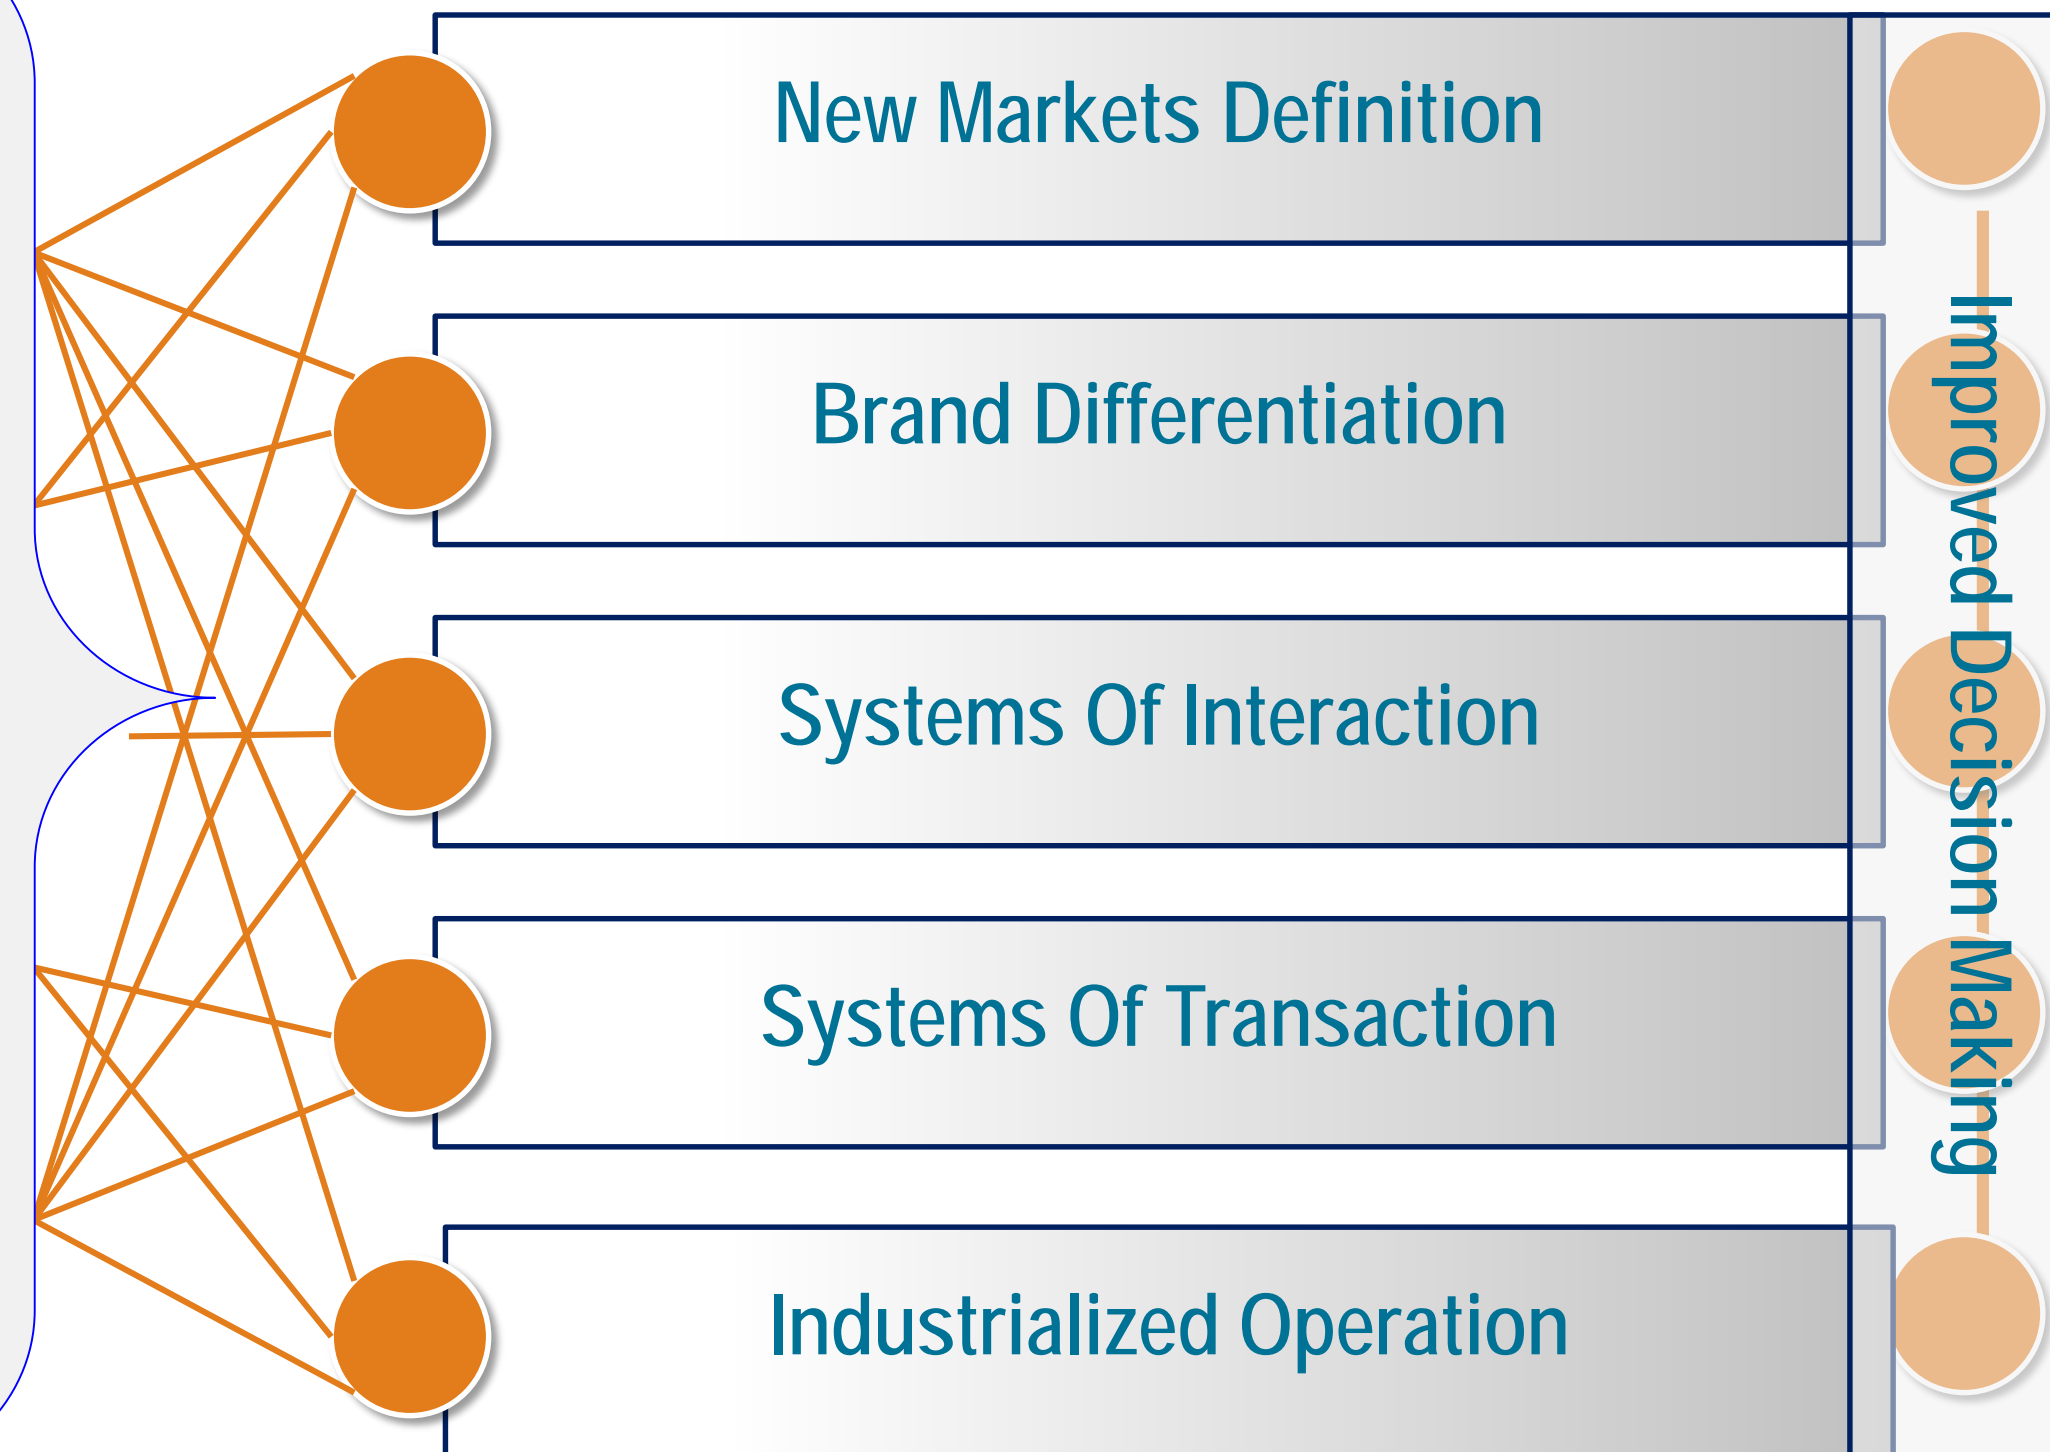 New Markets Definition
Brand Differentiation
Systems Of Interaction
Systems Of Transaction
Industrialized Operation
Improved Decision Making